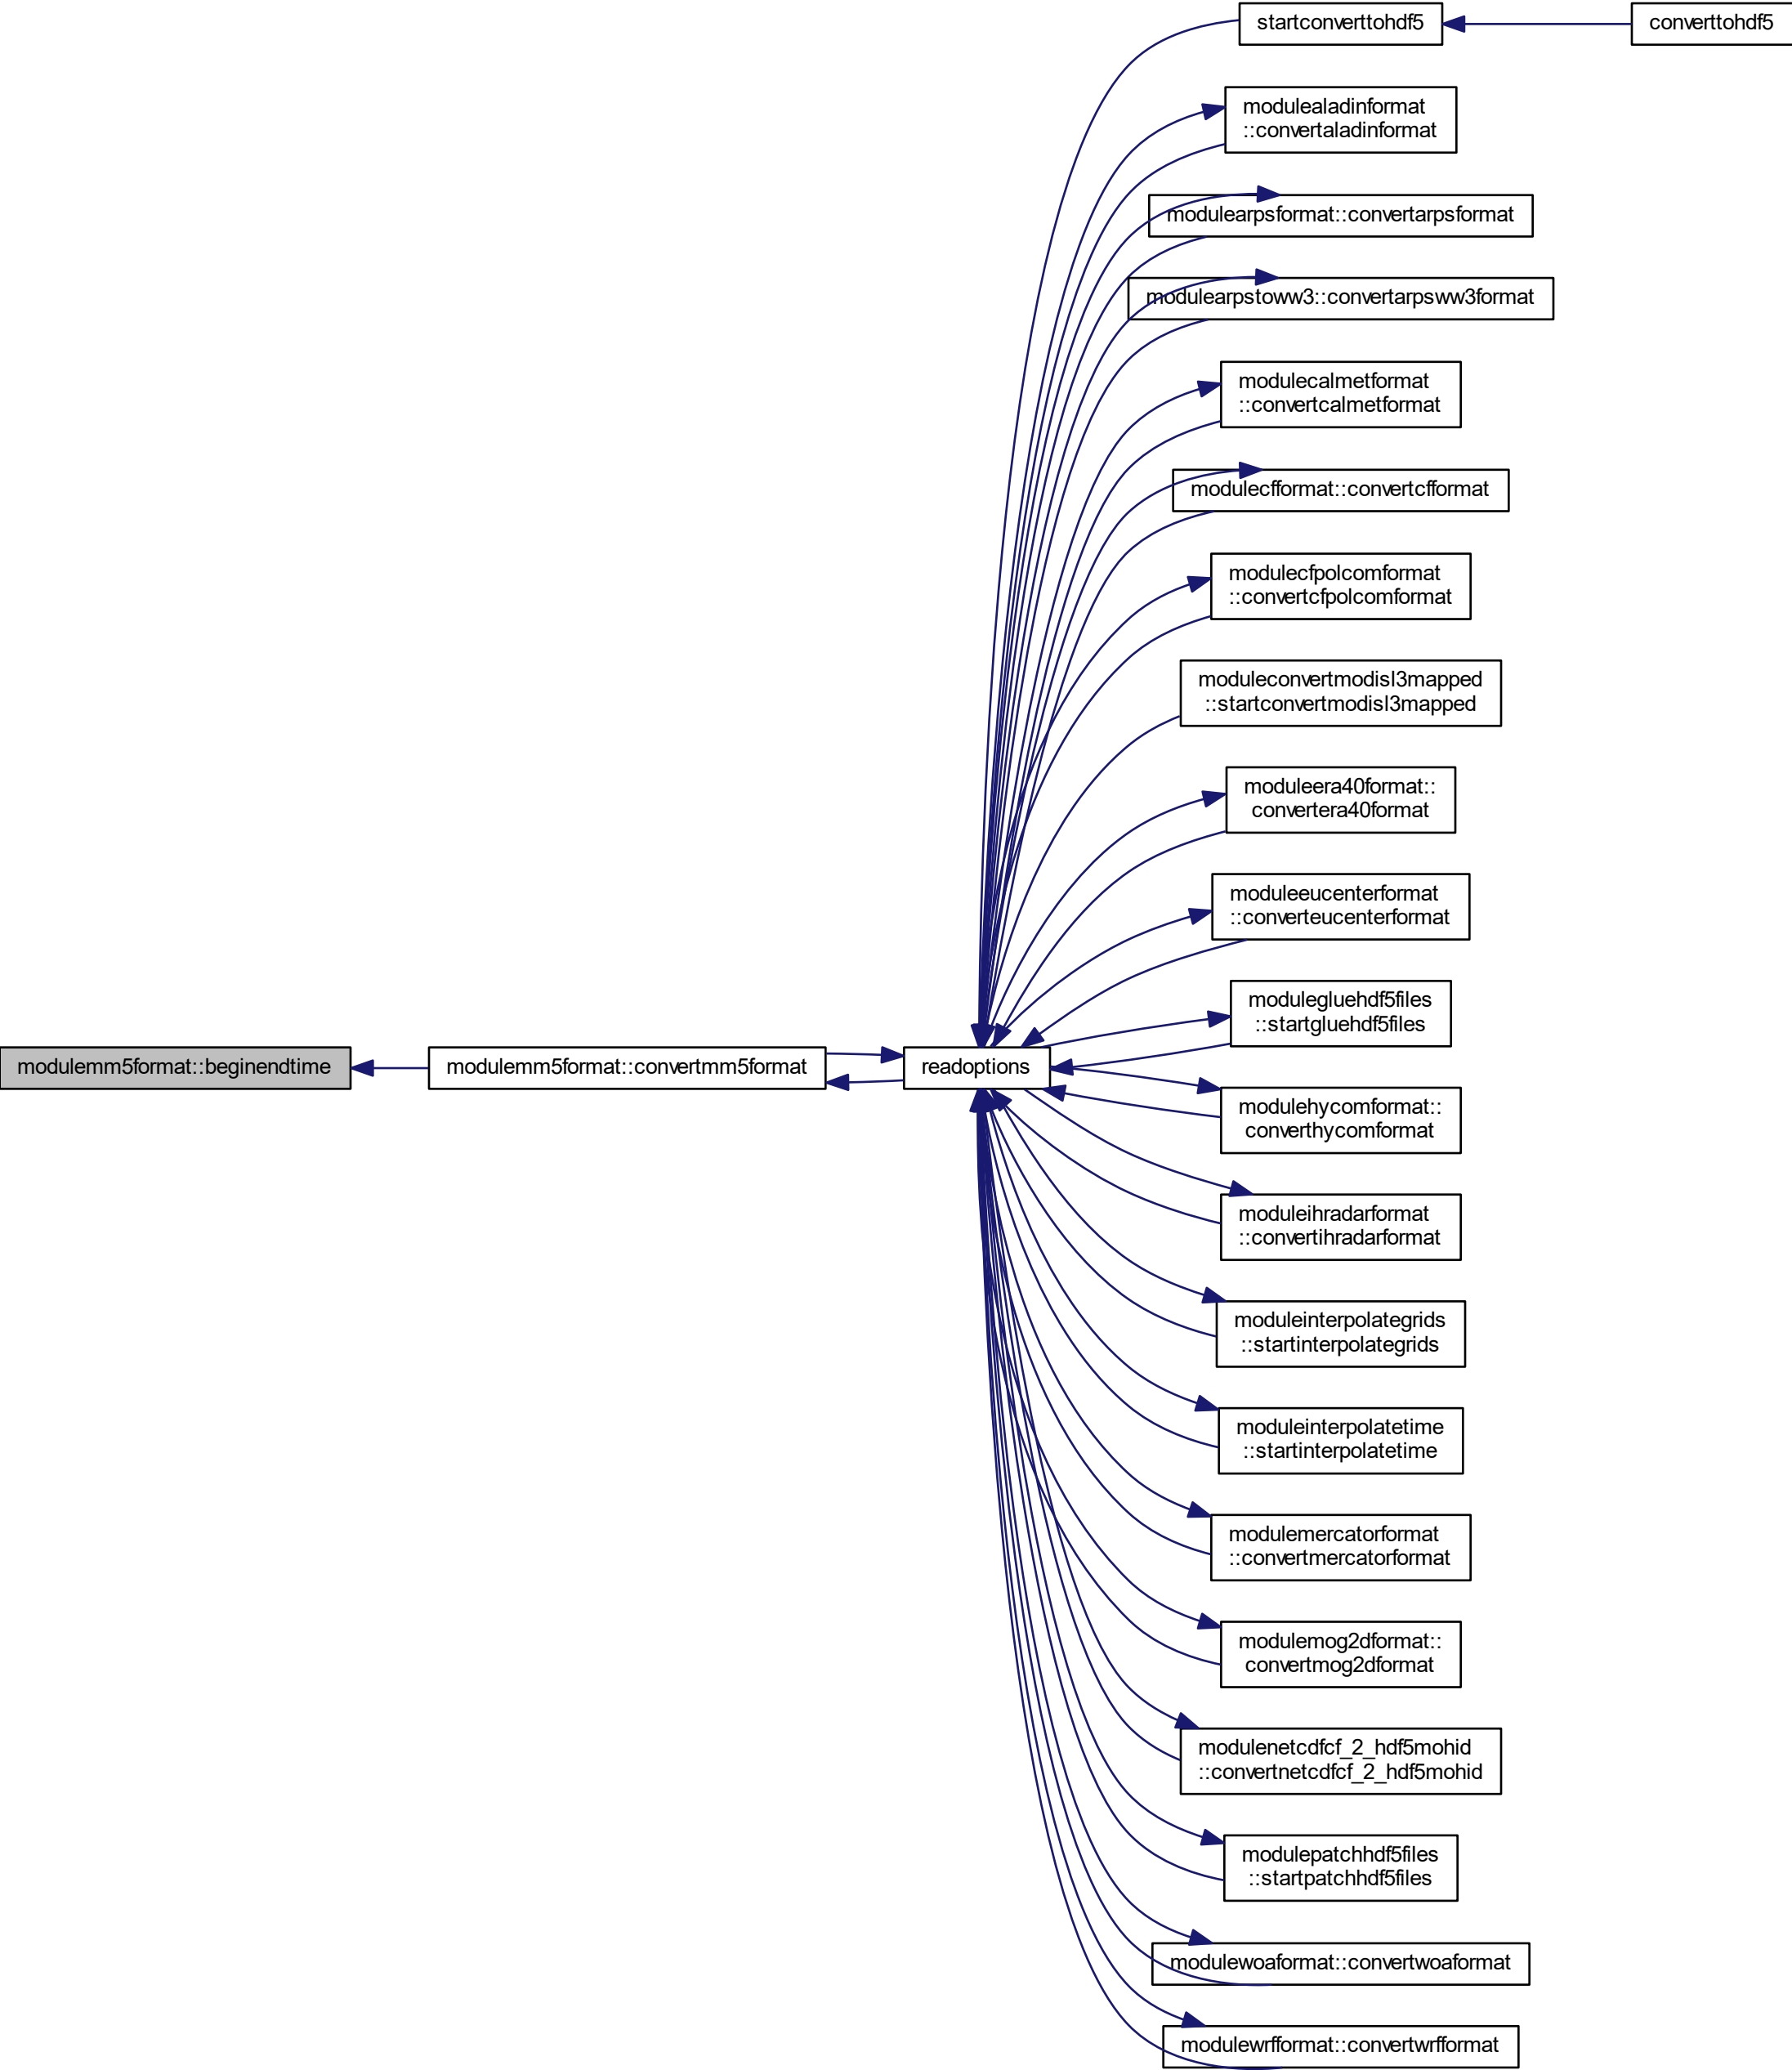 startconverttohdf5
converttohdf5
modulealadinformat
::convertaladinformat
modulearpsformat::convertarpsformat
modulearpstoww3::convertarpsww3format
modulecalmetformat
::convertcalmetformat
modulecfformat::convertcfformat
modulecfpolcomformat
::convertcfpolcomformat
moduleconvertmodisl3mapped
::startconvertmodisl3mapped
moduleera40format::
convertera40format
moduleeucenterformat
::converteucenterformat
modulegluehdf5files
::startgluehdf5files
modulemm5format::beginendtime
modulemm5format::convertmm5format
readoptions
modulehycomformat::
converthycomformat
moduleihradarformat
::convertihradarformat
moduleinterpolategrids
::startinterpolategrids
moduleinterpolatetime
::startinterpolatetime
modulemercatorformat
::convertmercatorformat
modulemog2dformat::
convertmog2dformat
modulenetcdfcf_2_hdf5mohid
::convertnetcdfcf_2_hdf5mohid
modulepatchhdf5files
::startpatchhdf5files
modulewoaformat::convertwoaformat
modulewrfformat::convertwrfformat